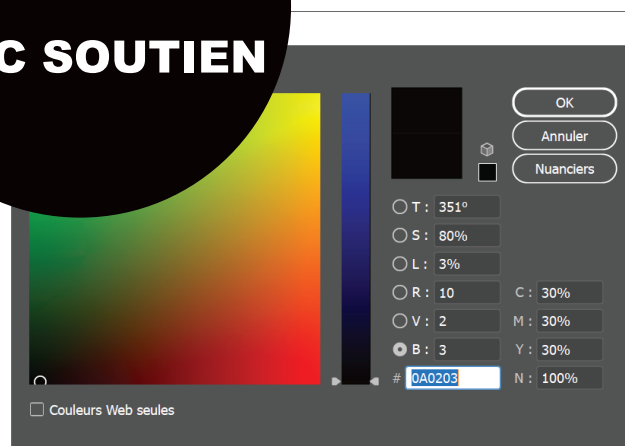 C SOUTIEN
OK
Annuler
Nuanciers
T : 351°
S : 80%
L : 3%
R : 10 C : 30%
V : 2 M : 30%
B : 3 Y : 30%
# 0A0203 N : 100%
Couleurs Web seules